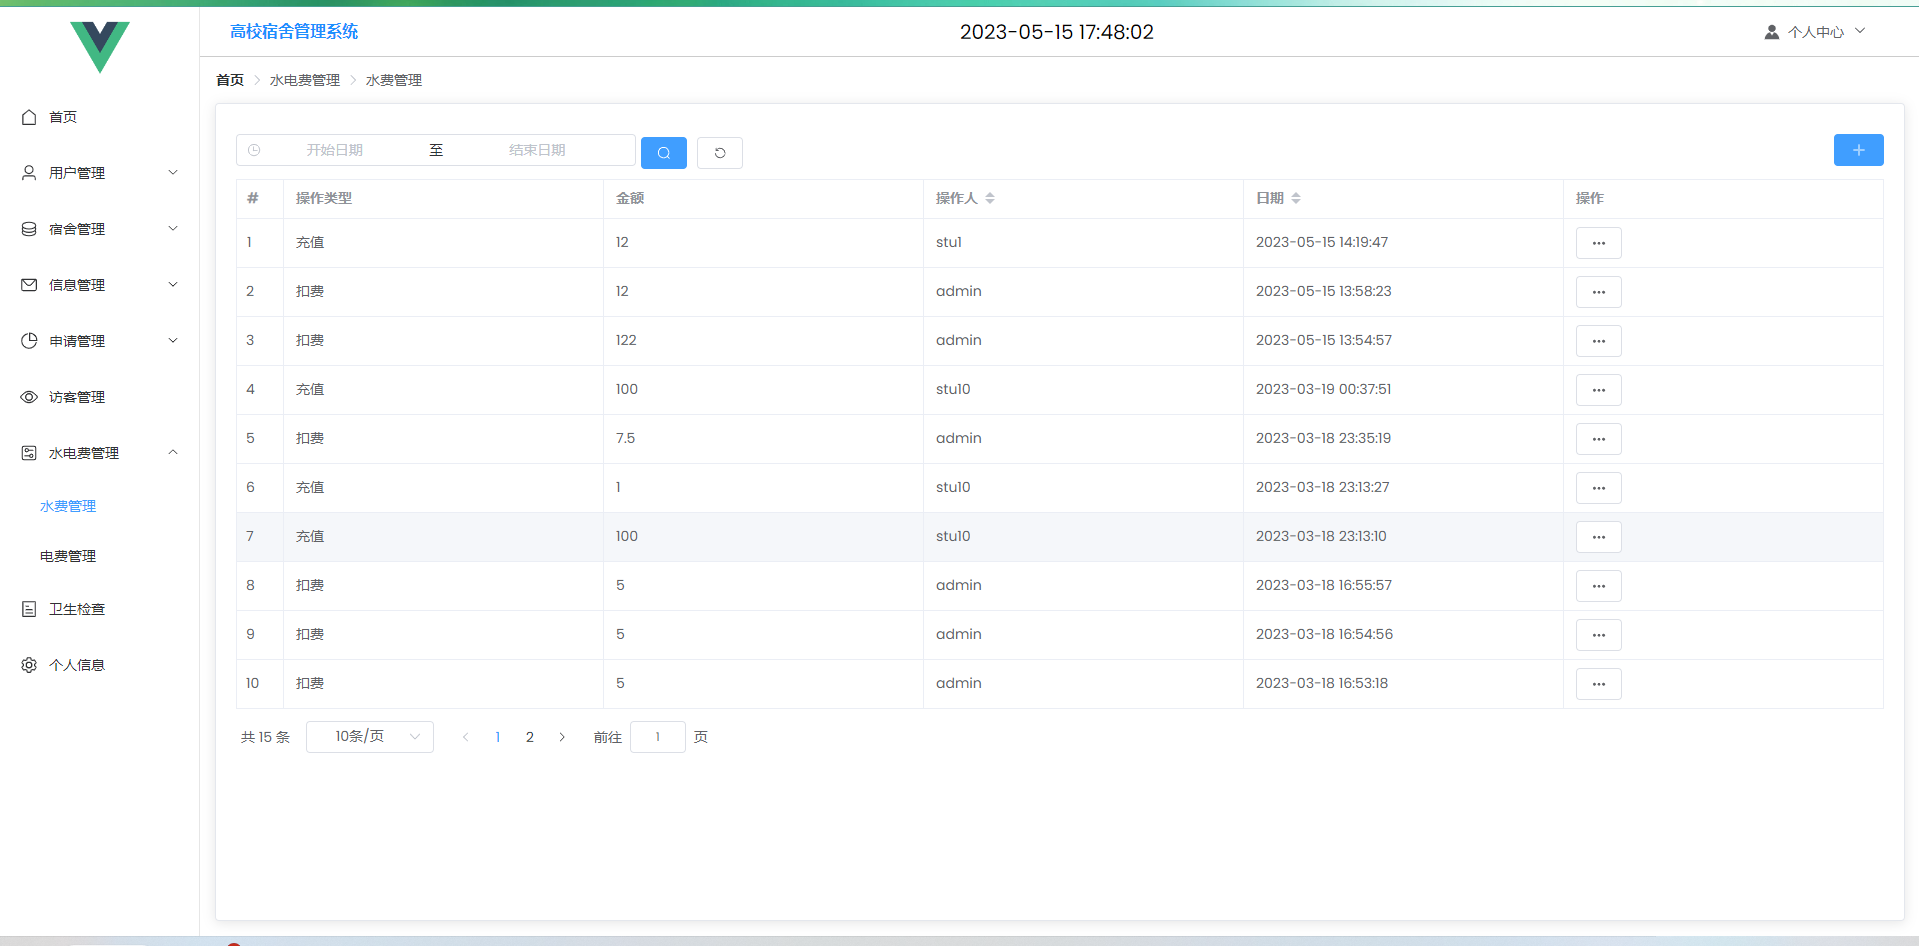 高校宿舍管理系统
2023-05-15 17:48:02
个人中心
首页
用户管理
宿舍管理
信息管理
申请管理
访客管理
水电费管理
水费管理
电费管理
卫生检查
个人信息
首页 > 水电费管理 > 水费管理
开始日期 至 结束日期
+
# 操作类型 金额 操作人 日期 操作
1 充值 12 stu1 2023-05-15 14:19:47 ···
2 扣费 12 admin 2023-05-15 13:58:23 ···
3 扣费 122 admin 2023-05-15 13:54:57 ···
4 充值 100 stu10 2023-03-19 00:37:51 ···
5 扣费 7.5 admin 2023-03-18 23:35:19 ···
6 充值 1 stu10 2023-03-18 23:13:27 ···
7 充值 100 stu10 2023-03-18 23:13:10 ···
8 扣费 5 admin 2023-03-18 16:55:57 ···
9 扣费 5 admin 2023-03-18 16:54:56 ···
10 扣费 5 admin 2023-03-18 16:53:18 ···
共 15 条 10条/页 < 1 2 > 前往 1 页